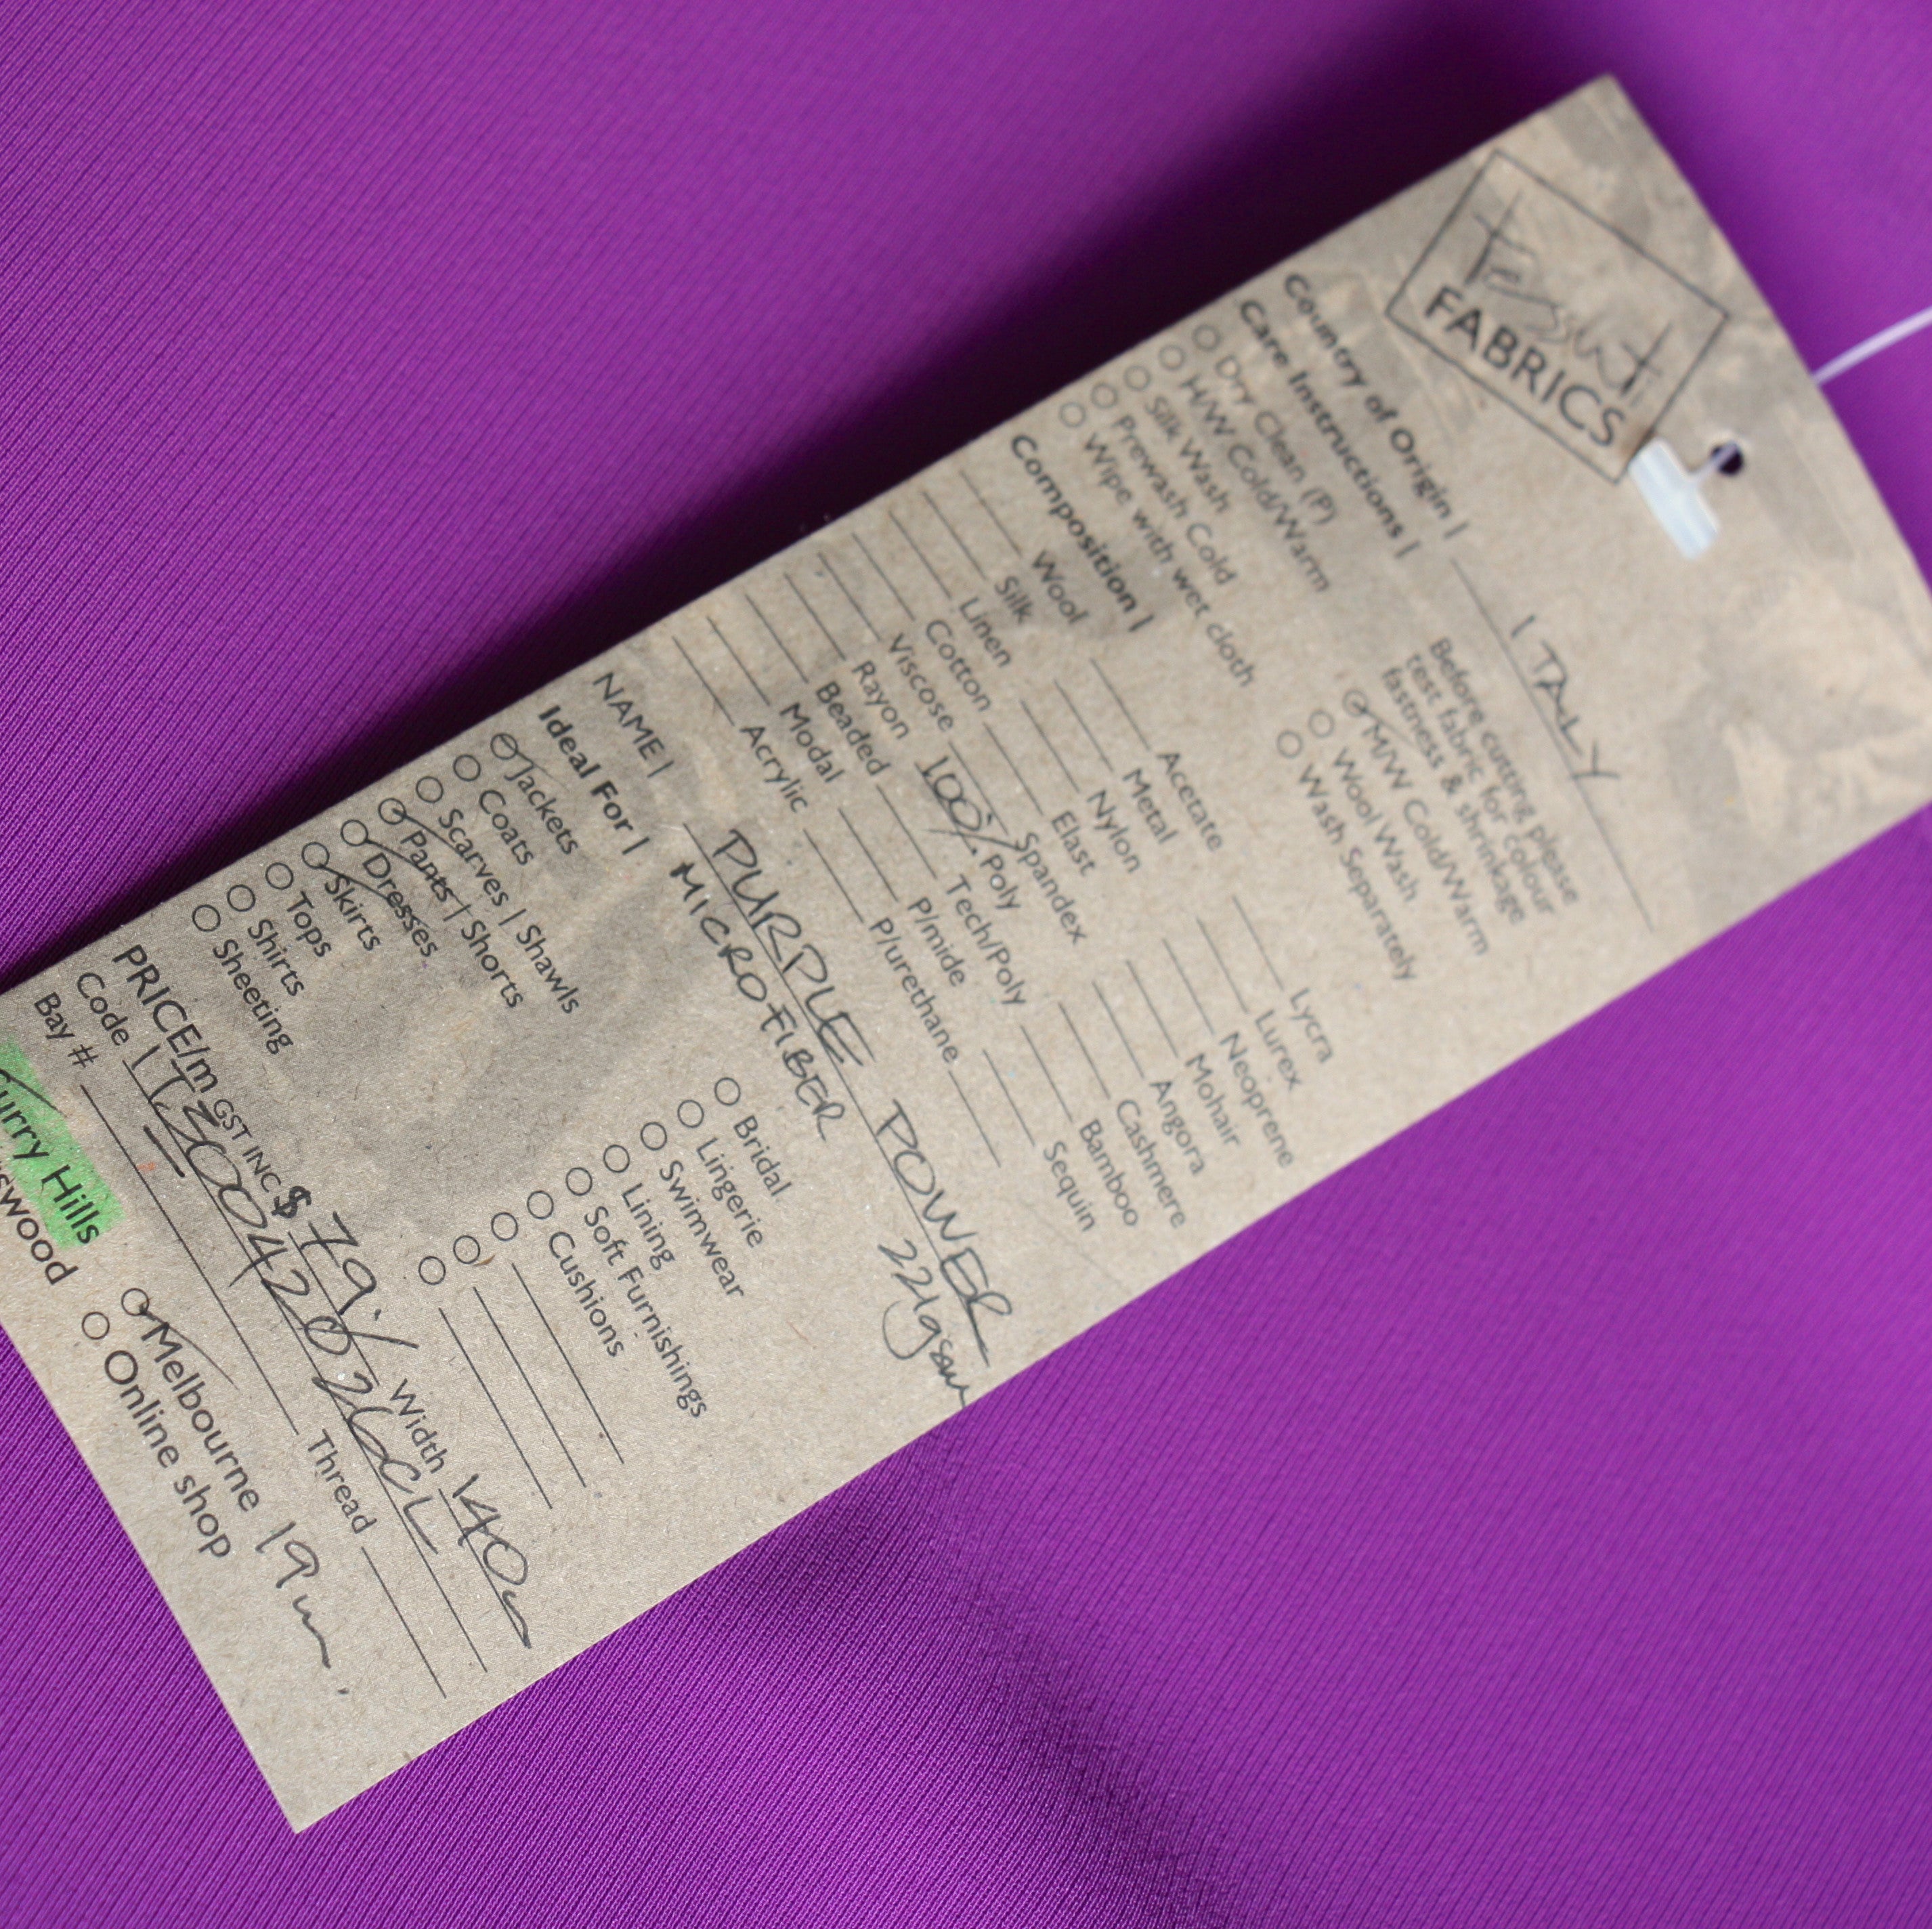 Tessuti
FABRICS
Country of Origin | ITALY
Care Instructions |
Before cutting please
test fabric for colour
fastness & shrinkage
Dry Clean (P)
H/W Cold/Warm
Silk Wash
Prewash Cold
Wipe with wet cloth
M/W Cold/Warm
Wool Wash
Wash Separately
Composition |
Wool Acetate Lycra
Silk Metal Lurex
Linen Nylon Neoprene
Cotton Elast Mohair
Viscose Spandex Angora
Rayon 100% Poly Cashmere
Beaded Tech/Poly Bamboo
Modal P/mide Sequin
Acrylic P/urethane
NAME | PURPLE POWER
MICROFIBER 221gsm
Ideal For |
Jackets Bridal
Coats Lingerie
Scarves | Shawls Swimwear
Pants | Shorts Lining
Dresses Soft Furnishings
Skirts Cushions
Tops
Shirts
Sheeting
PRICE/m GST INC $ 79 Width 140
Code
Bay # Thread
Hills Melbourne 19m.
Online shop